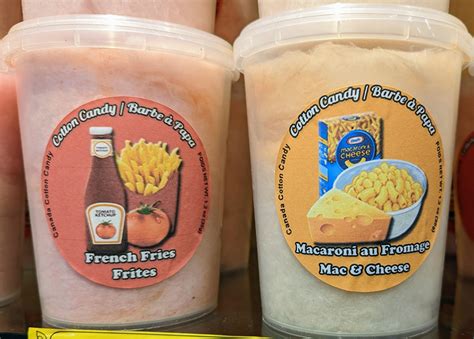 Cotton Candy / Barbe à Papa
Canada Cotton Candy
TOMATO
KETCHUP
French Fries
Frites
Cotton Candy / Barbe à Papa
Canada Cotton Candy
macaroni
CHEESE
Macaroni au Fromage
Mac & Cheese